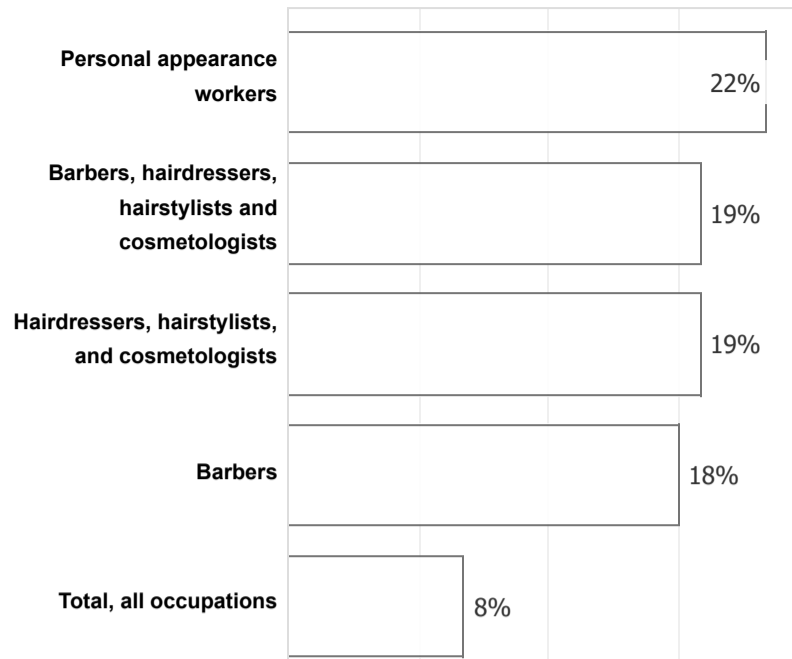 Personal appearance
workers
22%
Barbers, hairdressers,
hairstylists and
cosmetologists
19%
Hairdressers, hairstylists,
and cosmetologists
19%
Barbers
18%
Total, all occupations
8%